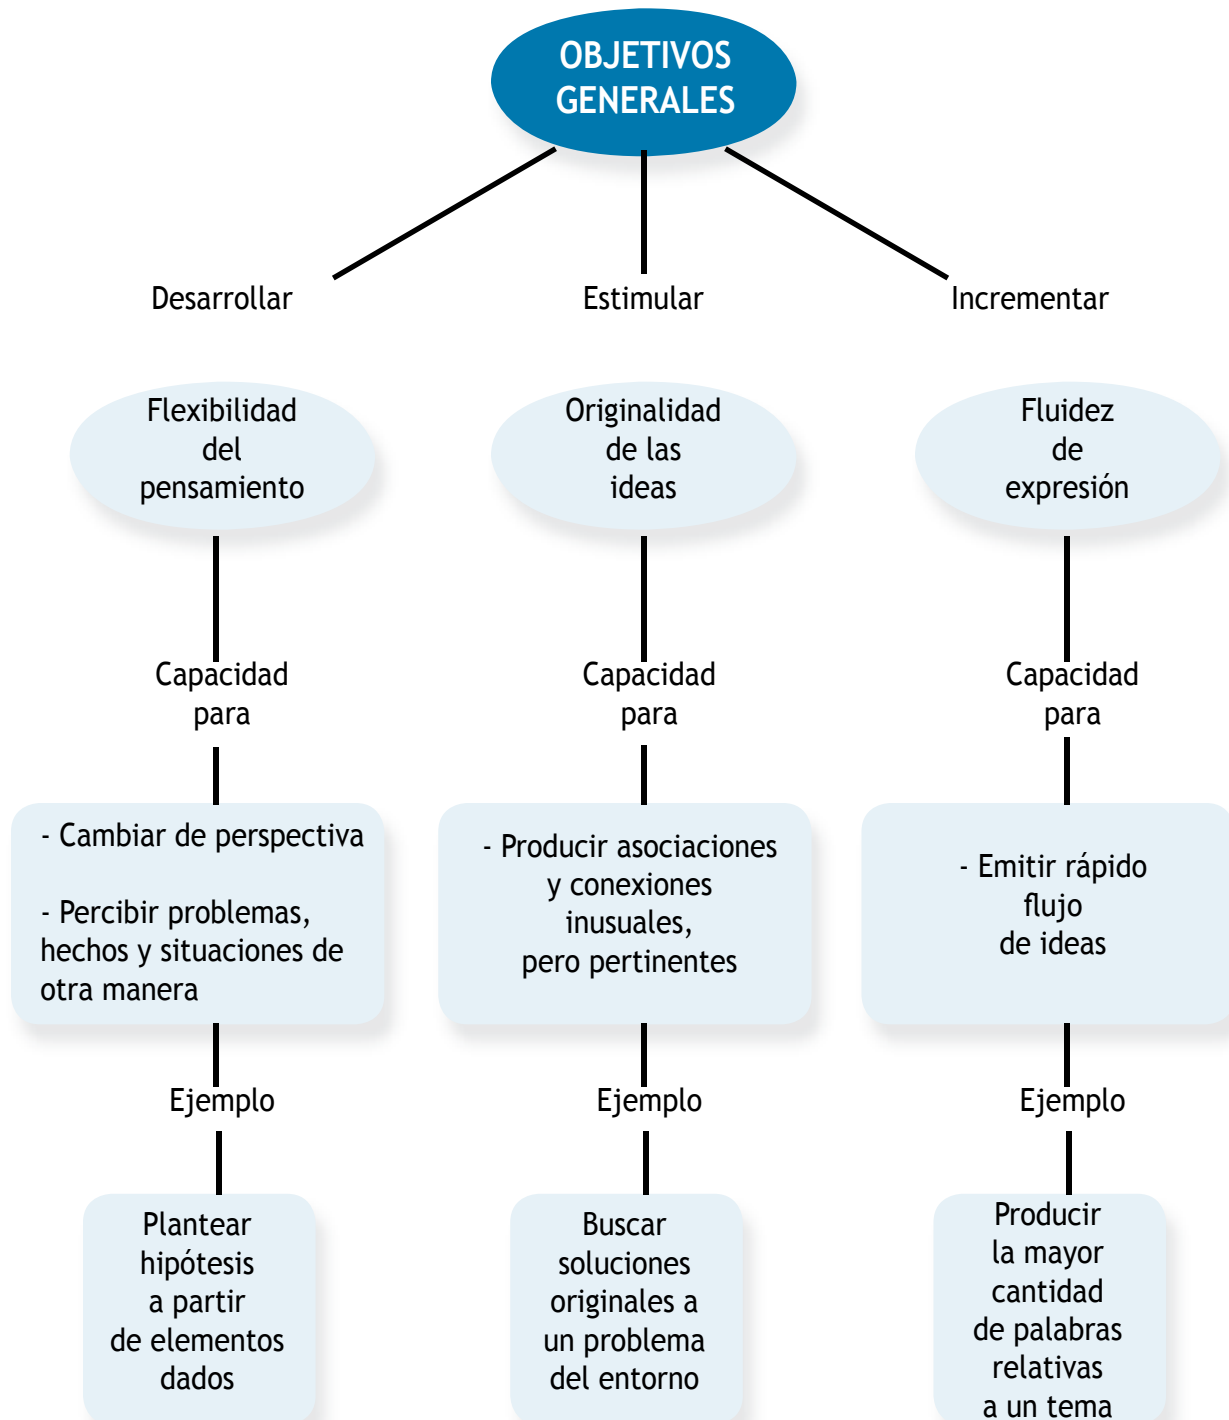 OBJETIVOS
GENERALES
Desarrollar
Estimular
Incrementar
Flexibilidad
del
pensamiento
Originalidad
de las
ideas
Fluidez
de
expresión
Capacidad
para
Capacidad
para
Capacidad
para
- Cambiar de perspectiva
- Percibir problemas,
hechos y situaciones de
otra manera
- Producir asociaciones
y conexiones
inusuales,
pero pertinentes
- Emitir rápido
flujo
de ideas
Ejemplo
Ejemplo
Ejemplo
Plantear
hipótesis
a partir
de elementos
dados
Buscar
soluciones
originales a
un problema
del entorno
Producir
la mayor
cantidad
de palabras
relativas
a un tema